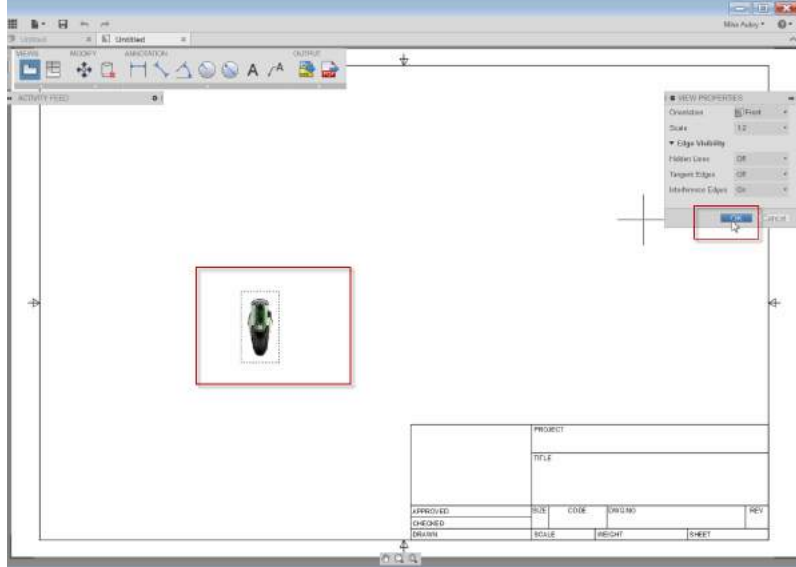 Mike Aubry
Untitled
Untitled
VIEWS MODIFY ANNOTATION OUTPUT
A
A
PDF
ACTIVITY FEED
VIEW PROPERTIES
Orientation Front
Scale 1:2
Edge Visibility
Hidden Lines Off
Tangent Edges Off
Interference Edges On
OK Cancel
PROJECT
TITLE
APPROVED SIZE CODE DWG NO REV
CHECKED
DRAWN SCALE WEIGHT SHEET